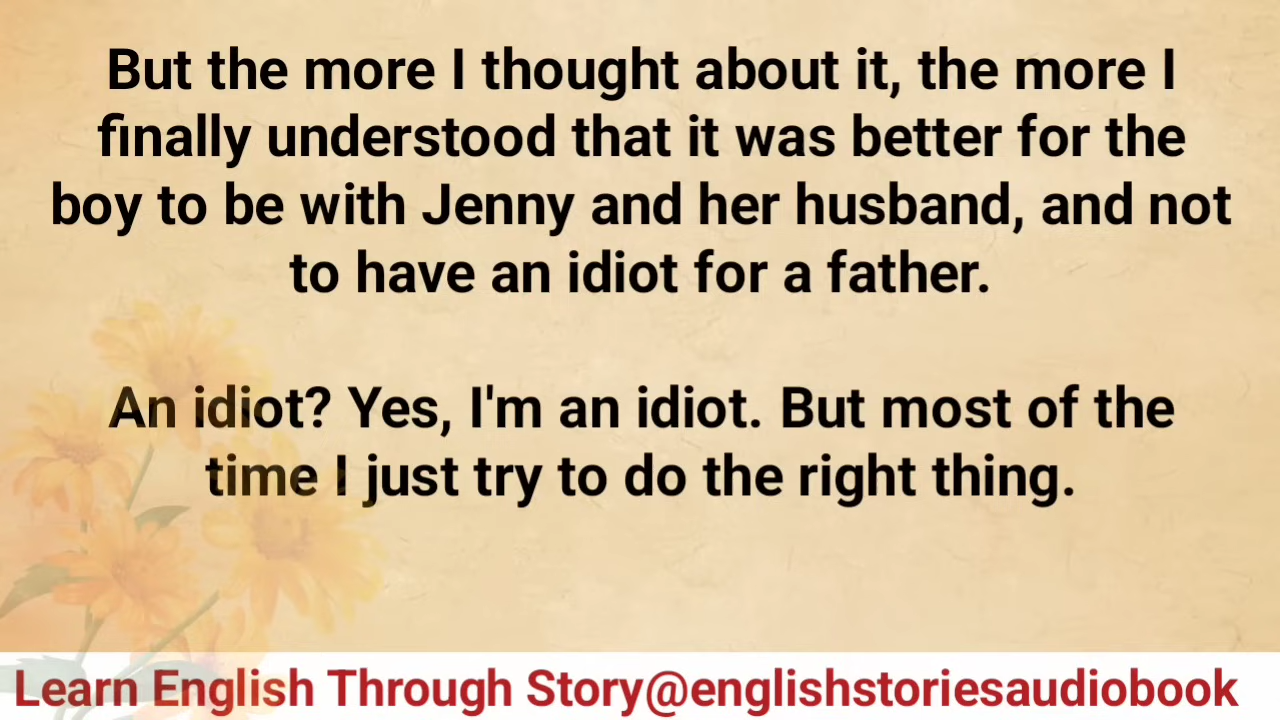 But the more I thought about it, the more I
finally understood that it was better for the
boy to be with Jenny and her husband, and not
to have an idiot for a father.
An idiot? Yes, I'm an idiot. But most of the
time I just try to do the right thing.
Learn English Through Story@englishstoriesaudiobook